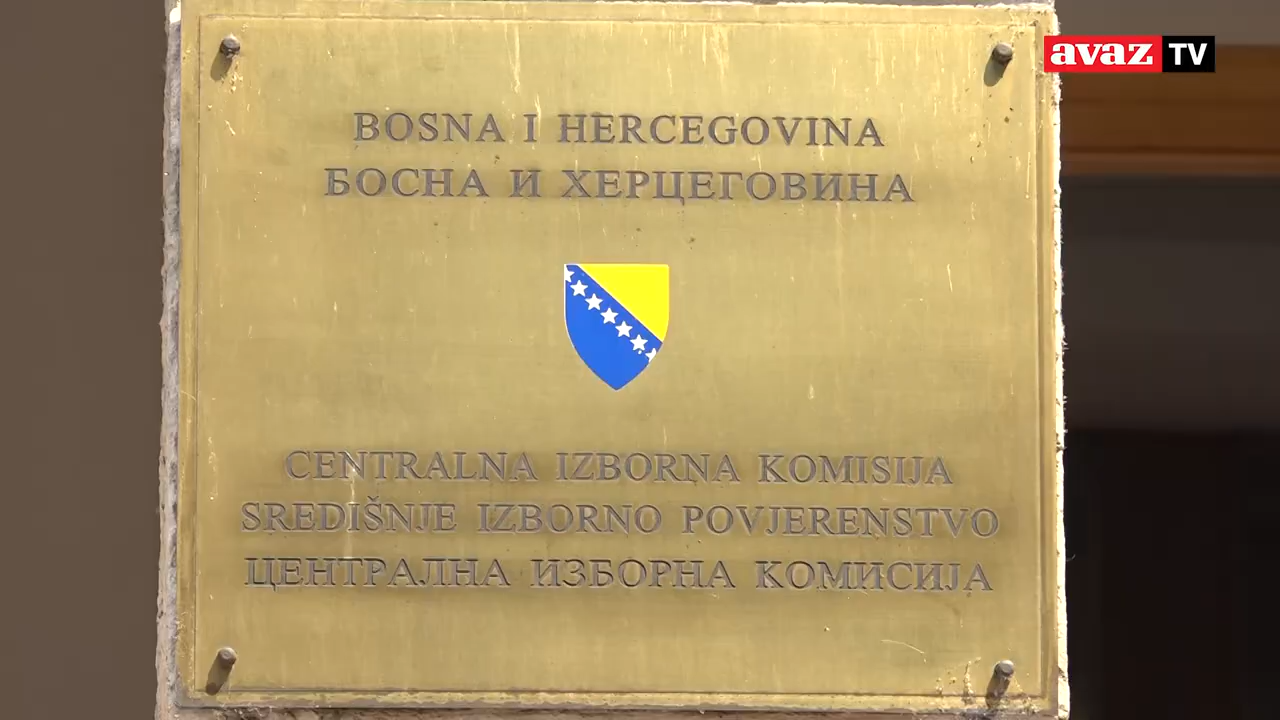 avaz TV
BOSNA I HERCEGOVINA
БОСНА И ХЕРЦЕГОВИНА
CENTRALNA IZBORNA KOMISIJA
SREDIŠNJE IZBORNO POVJERENSTVO
ЦЕНТРАЛНА ИЗБОРНА КОМИСИЈА